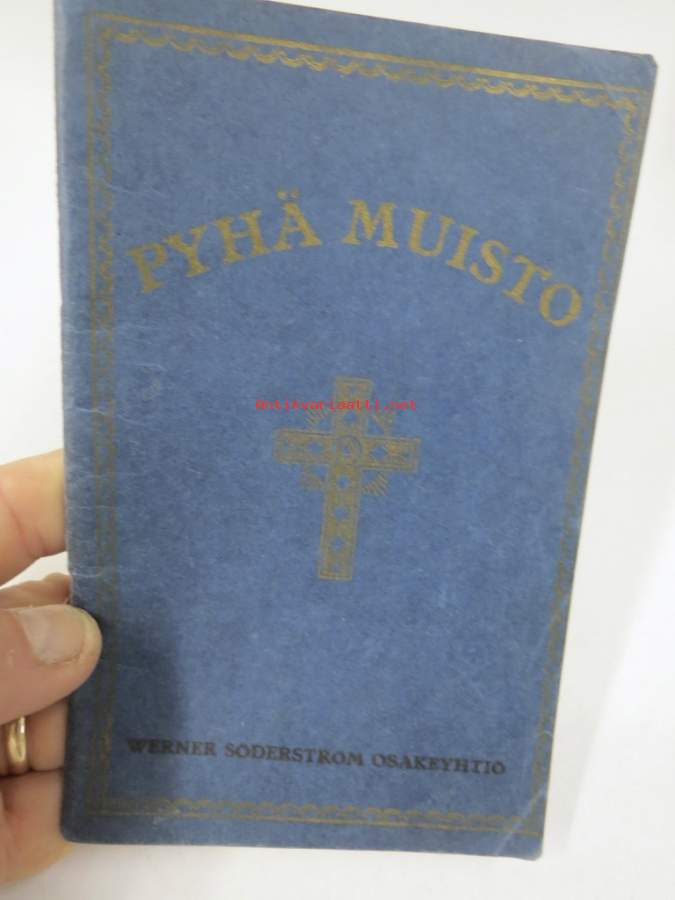 PYHÄ MUISTO
Antikvariaatti.net
WERNER SÖDERSTRÖM OSAKEYHTIÖ